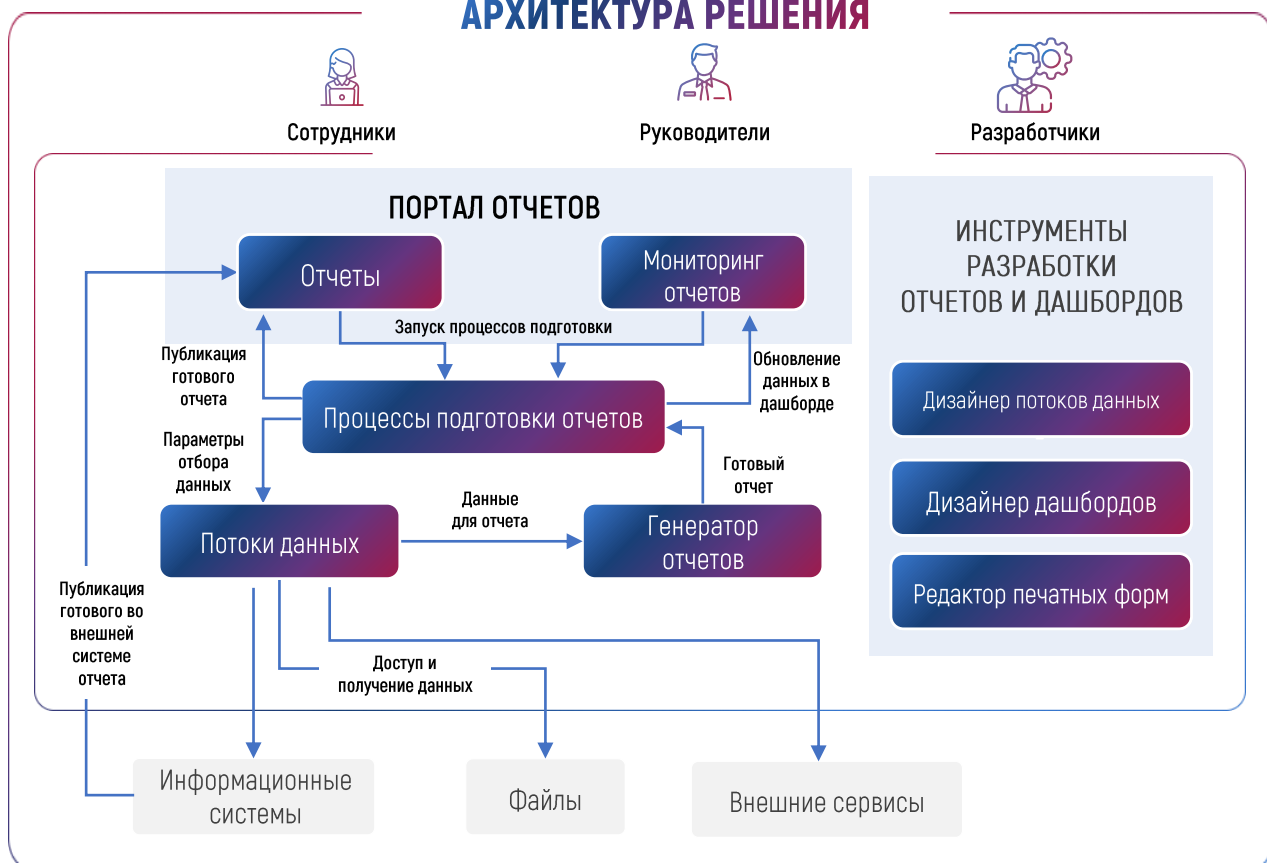 АРХИТЕКТУРА РЕШЕНИЯ
Сотрудники
Руководители
Разработчики
ПОРТАЛ ОТЧЕТОВ
Отчеты
Мониторинг
отчетов
Запуск процессов подготовки
Публикация
готового
отчета
Обновление
данных в
дашборде
Процессы подготовки отчетов
Параметры
отбора
данных
Готовый
отчет
Данные
для отчета
Потоки данных
Генератор
отчетов
Публикация
готового во
внешней
системе
отчета
Доступ и
получение данных
ИНСТРУМЕНТЫ
РАЗРАБОТКИ
ОТЧЕТОВ И ДАШБОРДОВ
Дизайнер потоков данных
Дизайнер дашбордов
Редактор печатных форм
Информационные
системы
Файлы
Внешние сервисы